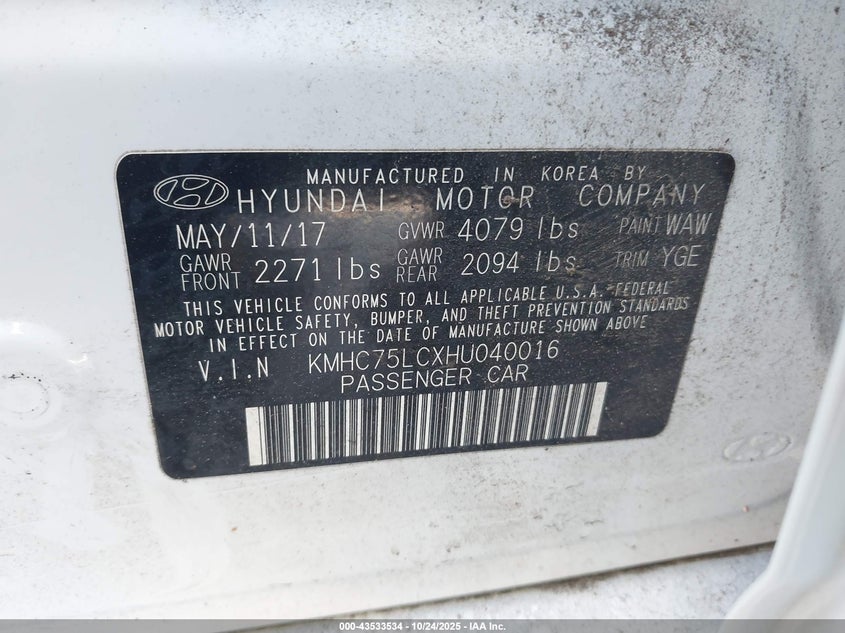 MANUFACTURED IN KOREA BY
HYUNDAI MOTOR COMPANY
MAY/11/17 GVWR 4079 lbs PAINT WAW
GAWR FRONT 2271 lbs GAWR REAR 2094 lbs TRIM YGE
THIS VEHICLE CONFORMS TO ALL APPLICABLE U.S.A. FEDERAL
MOTOR VEHICLE SAFETY, BUMPER, AND THEFT PREVENTION STANDARDS
IN EFFECT ON THE DATE OF MANUFACTURE SHOWN ABOVE
V.I.N KMHC75LCXHU040016
PASSENGER CAR
000-43533534 - 10/24/2025 - IAA Inc.